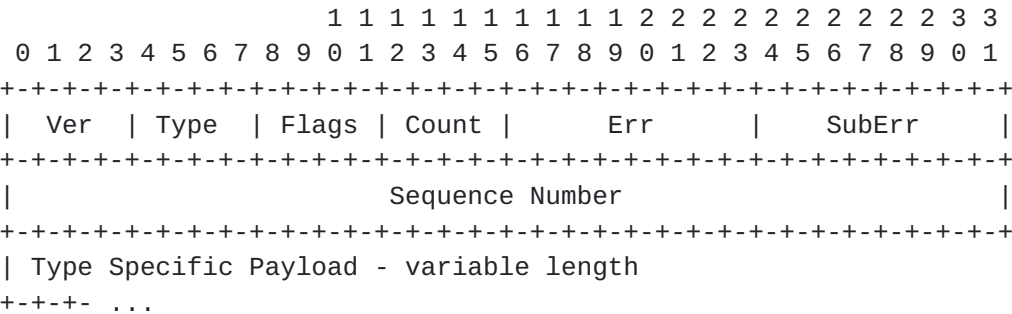 1 1 1 1 1 1 1 1 1 1 2 2 2 2 2 2 2 2 2 2 3 3
 0 1 2 3 4 5 6 7 8 9 0 1 2 3 4 5 6 7 8 9 0 1 2 3 4 5 6 7 8 9 0 1
+-+-+-+-+-+-+-+-+-+-+-+-+-+-+-+-+-+-+-+-+-+-+-+-+-+-+-+-+-+-+-+-+
|  Ver  | Type  | Flags | Count |      Err      |    SubErr     |
+-+-+-+-+-+-+-+-+-+-+-+-+-+-+-+-+-+-+-+-+-+-+-+-+-+-+-+-+-+-+-+-+
|                        Sequence Number                        |
+-+-+-+-+-+-+-+-+-+-+-+-+-+-+-+-+-+-+-+-+-+-+-+-+-+-+-+-+-+-+-+-+
| Type Specific Payload - variable length
+-+-+- ...